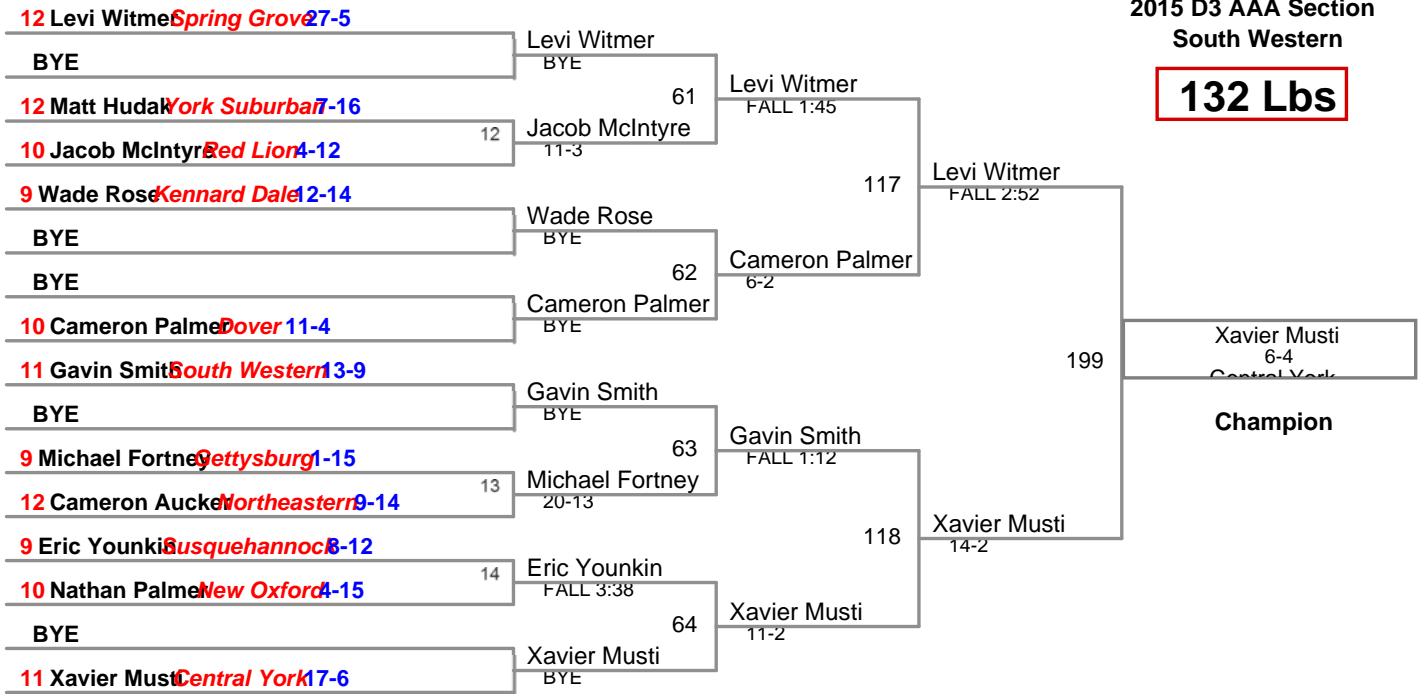 2015 D3 AAA Section
South Western
132 Lbs
12 Levi Witmer Spring Grove 27-5
BYE
12 Matt Hudak York Suburban 7-16
10 Jacob McIntyre Red Lion 4-12
9 Wade Rose Kennard Dale 12-14
BYE
BYE
10 Cameron Palmer Dover 11-4
11 Gavin Smith South Western 13-9
BYE
9 Michael Fortney Gettysburg 1-15
12 Cameron Aucker Northeastern 9-14
9 Eric Younkin Susquehannock 8-12
10 Nathan Palmer New Oxford 4-15
BYE
11 Xavier Musti Central York 17-6
Levi Witmer
BYE
12
Jacob McIntyre
11-3
Wade Rose
BYE
Cameron Palmer
BYE
Gavin Smith
BYE
13
Michael Fortney
20-13
14
Eric Younkin
FALL 3:38
Xavier Musti
BYE
61
Levi Witmer
FALL 1:45
62
Cameron Palmer
6-2
63
Gavin Smith
FALL 1:12
64
Xavier Musti
11-2
117
Levi Witmer
FALL 2:52
118
Xavier Musti
14-2
199
Xavier Musti
6-4
Central York
Champion